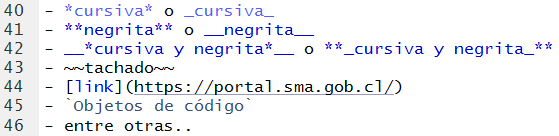 40 - *cursiva* o _cursiva_
41 - **negrita** o __negrita__
42 - __*cursiva y negrita*__ o **_cursiva y negrita_**
43 - ~~tachado~~
44 - [link](https://portal.sma.gob.cl/)
45 - `Objetos de código`
46 - entre otras..